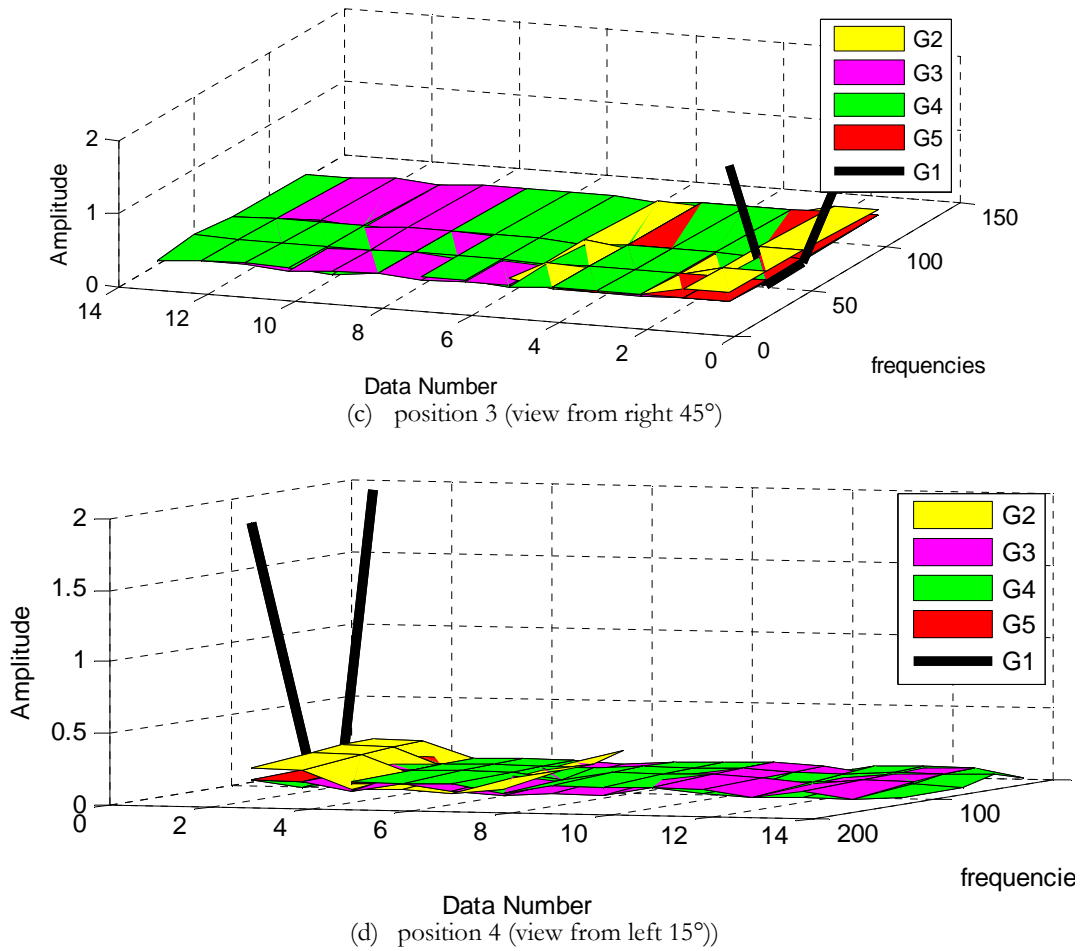 2
1
0
Amplitude
14
12
10
8
6
4
2
0
Data Number
0
50
100
150
frequencies
G2
G3
G4
G5
G1
(c) position 3 (view from right 45°)
2
1.5
1
0.5
0
Amplitude
0
2
4
6
8
10
12
14
Data Number
200
100
frequencie
G2
G3
G4
G5
G1
(d) position 4 (view from left 15°))